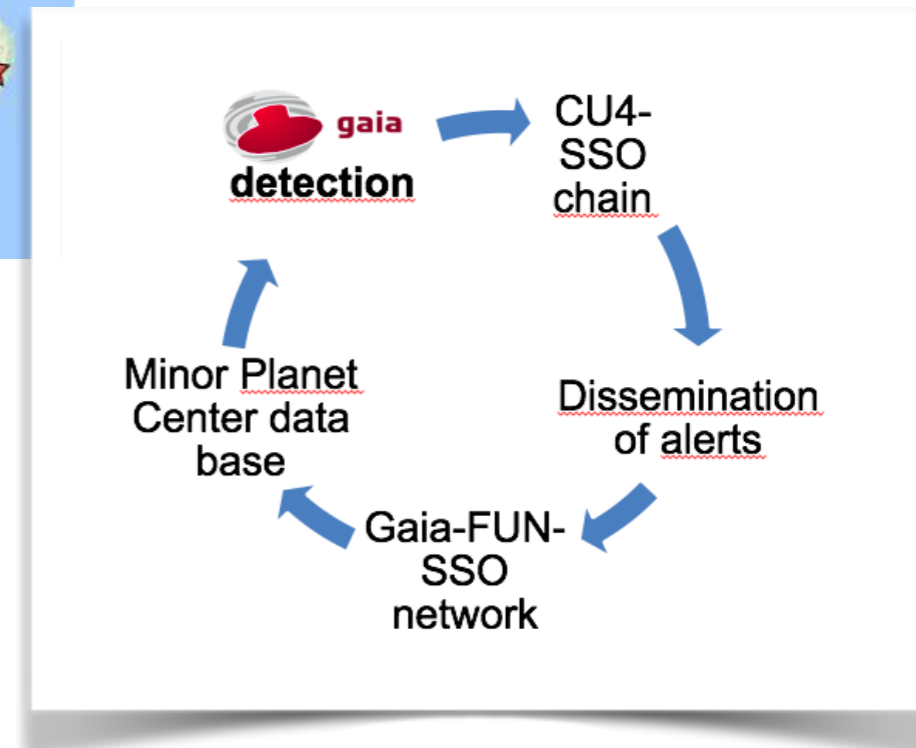 gaia
detection
CU4-
SSO
chain
Dissemination
of alerts
Gaia-FUN-
SSO
network
Minor Planet
Center data
base